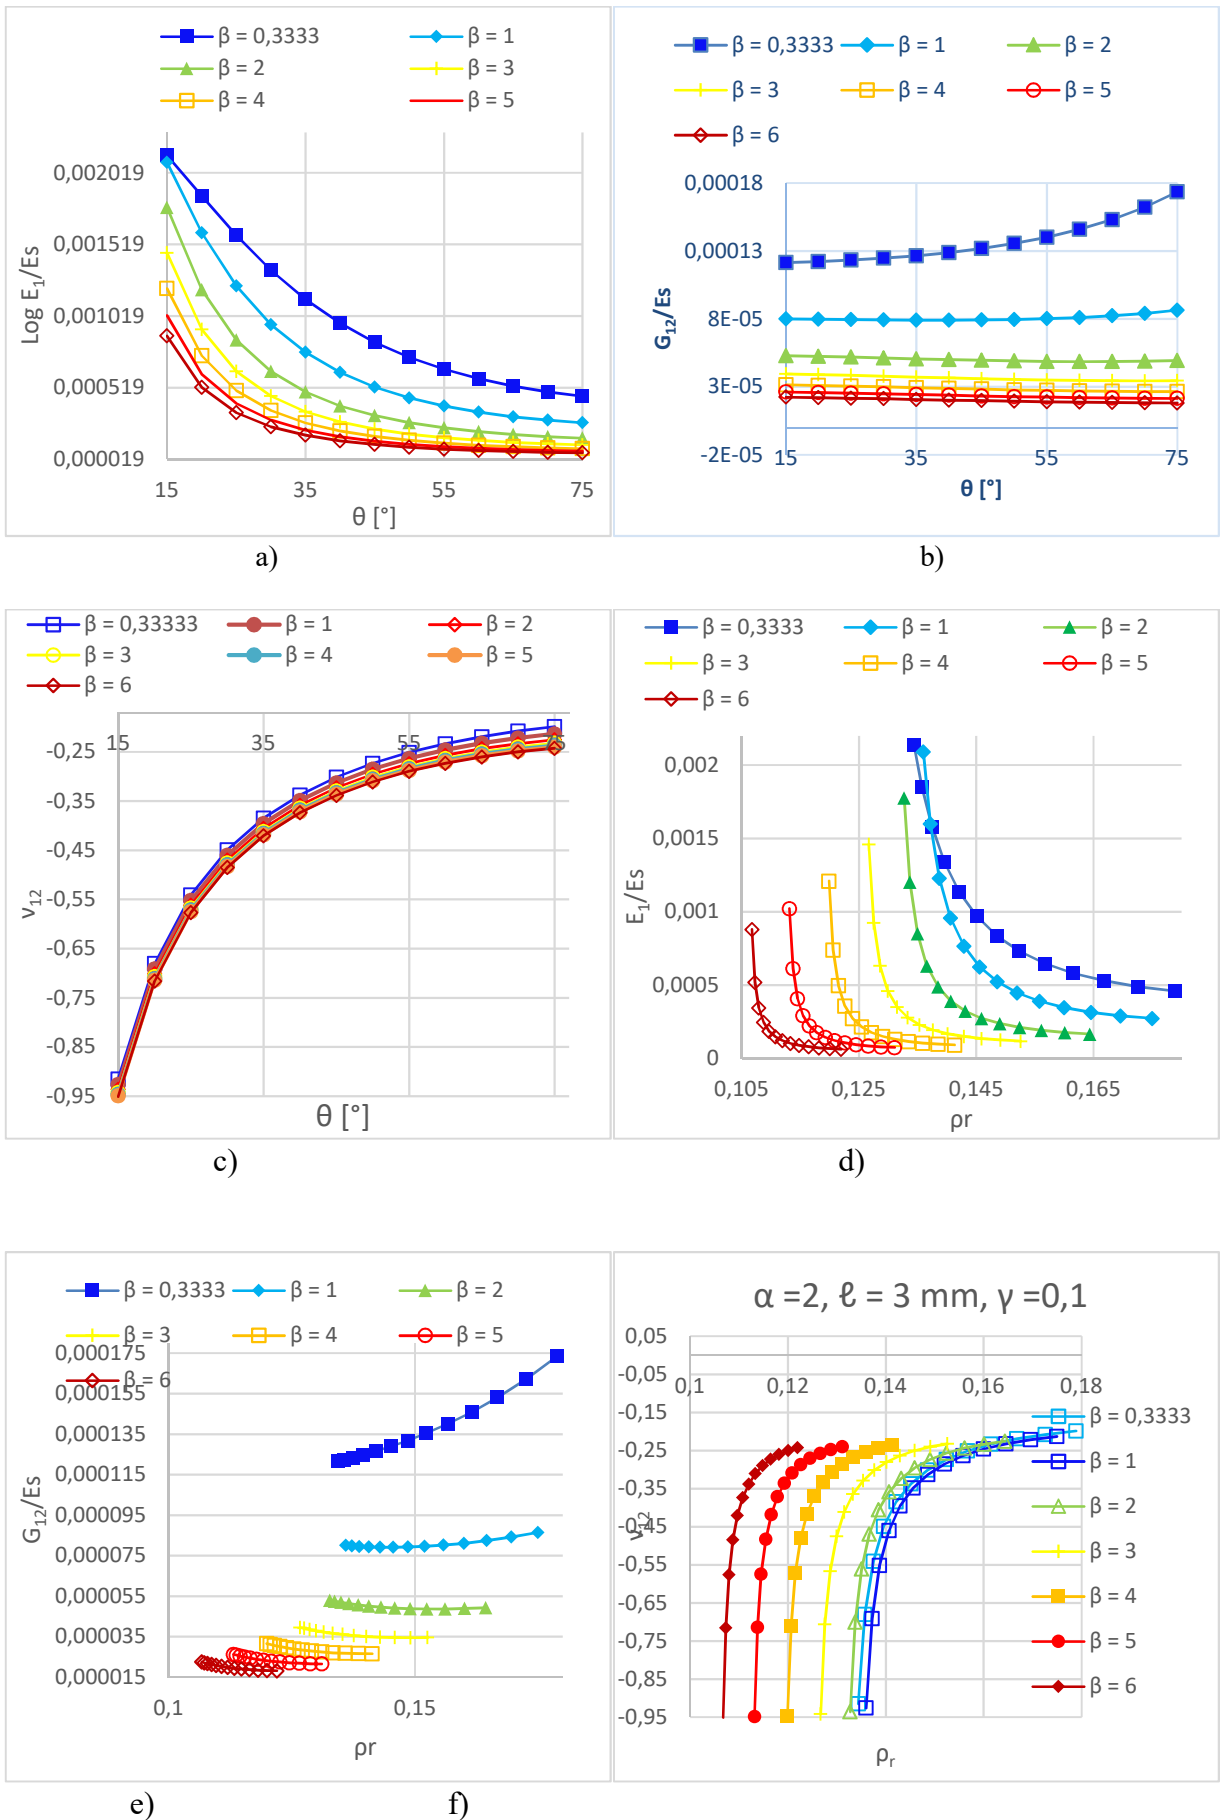 β = 0,3333 β = 1
β = 2 β = 3
β = 4 β = 5
0,002019
0,001519
0,001019
0,000519
0,000019
Log E₁/Es
15 35 55 75
θ [°]
a)
β = 0,3333 β = 1 β = 2
β = 3 β = 4 β = 5
β = 6
0,00018
0,00013
8E-05
3E-05
-2E-05
G₁₂/Es
15 35 55 75
θ [°]
b)
β = 0,33333 β = 1 β = 2
β = 3 β = 4 β = 5
β = 6
15 35 55
-0,25
-0,35
-0,45
-0,55
-0,65
-0,75
-0,85
-0,95
ν₁₂
θ [°]
c)
β = 0,3333 β = 1 β = 2
β = 3 β = 4 β = 5
β = 6
0,002
0,0015
0,001
0,0005
0
E₁/Es
0,105 0,125 0,145 0,165
ρr
d)
β = 0,3333 β = 1 β = 2
β = 3 β = 4 β = 5
β = 6
0,000175
0,000155
0,000135
0,000115
0,000095
0,000075
0,000055
0,000035
0,000015
G₁₂/Es
0,1 0,15
ρr
e)
α =2, ℓ = 3 mm, γ =0,1
0,05
-0,05
-0,15
-0,25
-0,35
-0,45
-0,55
-0,65
-0,75
-0,85
-0,95
ν₁₂
0,1 0,12 0,14 0,16 0,18
β = 0,3333
β = 1
β = 2
β = 3
β = 4
β = 5
β = 6
ρᵣ
f)